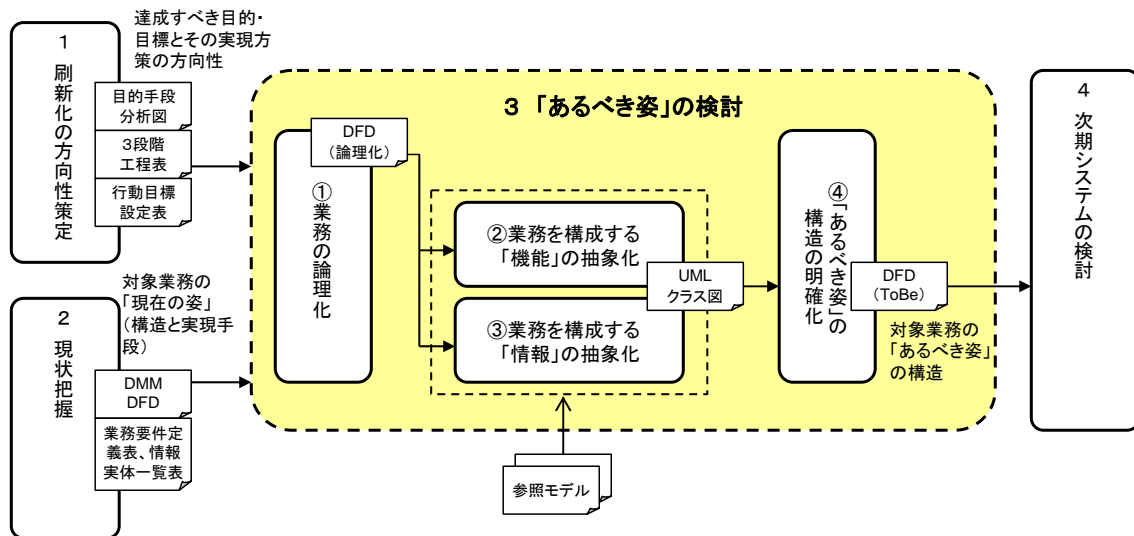 達成すべき目的・
目標とその実現方
策の方向性
1 刷新化の方向性策定
目的手段
分析図
3段階
工程表
行動目標
設定表
対象業務の
「現在の姿」
（構造と実現手
段）
2 現状把握
DMM
DFD
業務要件定
義表、情報
実体一覧表
3 「あるべき姿」の検討
①業務の論理化
DFD
（論理化）
②業務を構成する
「機能」の抽象化
③業務を構成する
「情報」の抽象化
UML
クラス図
参照モデル
④「あるべき姿」の
構造の明確化
DFD
（ToBe）
対象業務の
「あるべき姿」
の構造
4 次期システムの検討